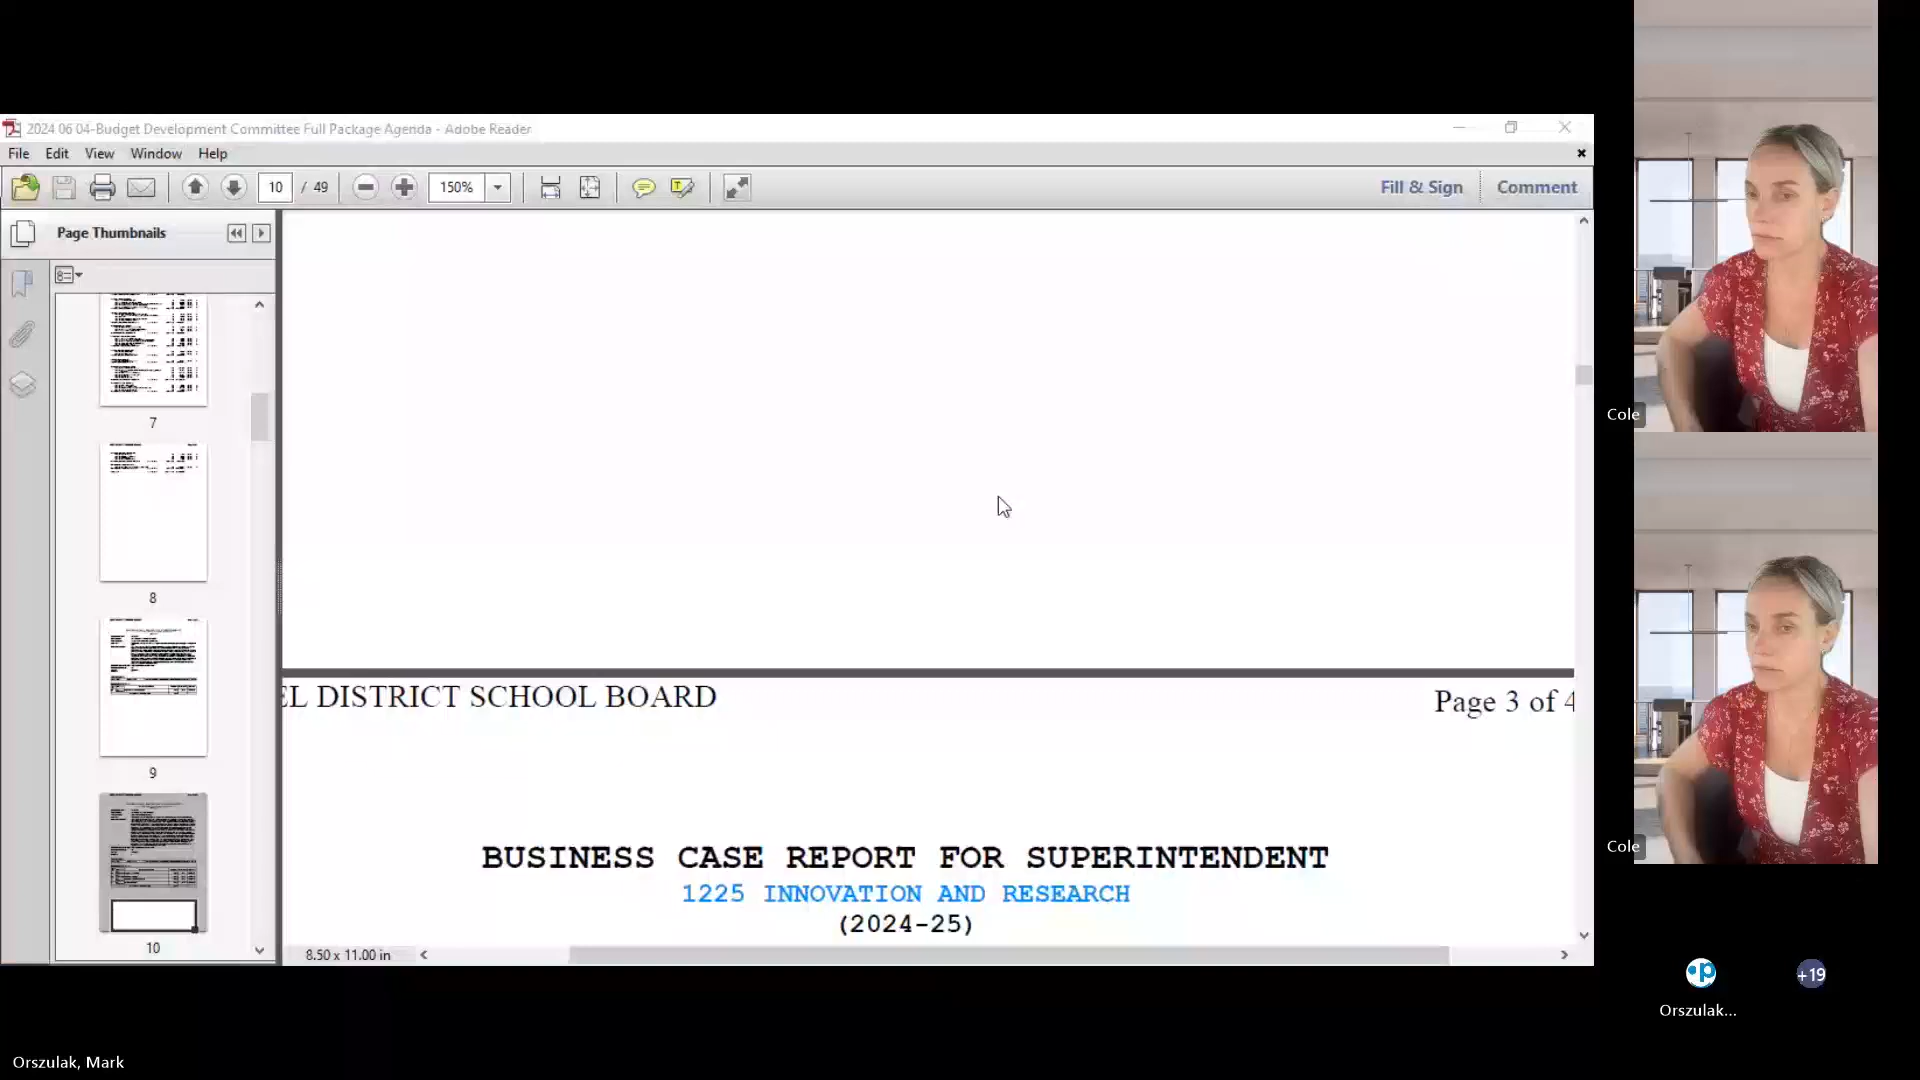 2024 06 04-Budget Development Committee Full Package Agenda - Adobe Reader
File Edit View Window Help
10 / 49 150% Fill & Sign Comment
Page Thumbnails
7
8
9
10
EL DISTRICT SCHOOL BOARD
Page 3 of 4
BUSINESS CASE REPORT FOR SUPERINTENDENT
1225 INNOVATION AND RESEARCH
(2024-25)
8.50 x 11.00 in
Cole
Cole
p
+19
Orszulak...
Orszulak, Mark